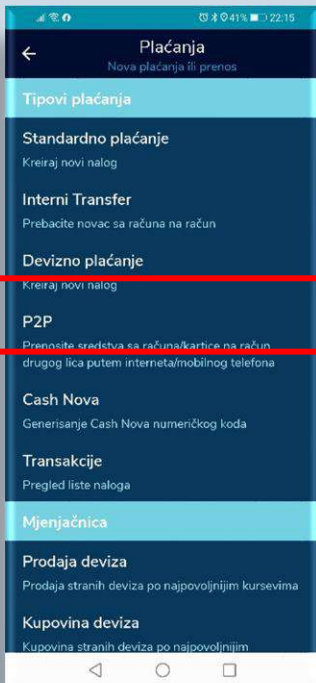 41% 22:15
Plaćanja
Nova plaćanja ili prenos
Tipovi plaćanja
Standardno plaćanje
Kreiraj novi nalog
Interni Transfer
Prebacite novac sa računa na račun
Devizno plaćanje
Kreiraj novi nalog
P2P
Prenosite sredstva sa računa/kartice na račun
drugog lica putem interneta/mobilnog telefona
Cash Nova
Generisanje Cash Nova numeričkog koda
Transakcije
Pregled liste naloga
Mjenjačnica
Prodaja deviza
Prodaja stranih deviza po najpovoljnijim kursevima
Kupovina deviza
Kupovina stranih deviza po najpovoljnijim